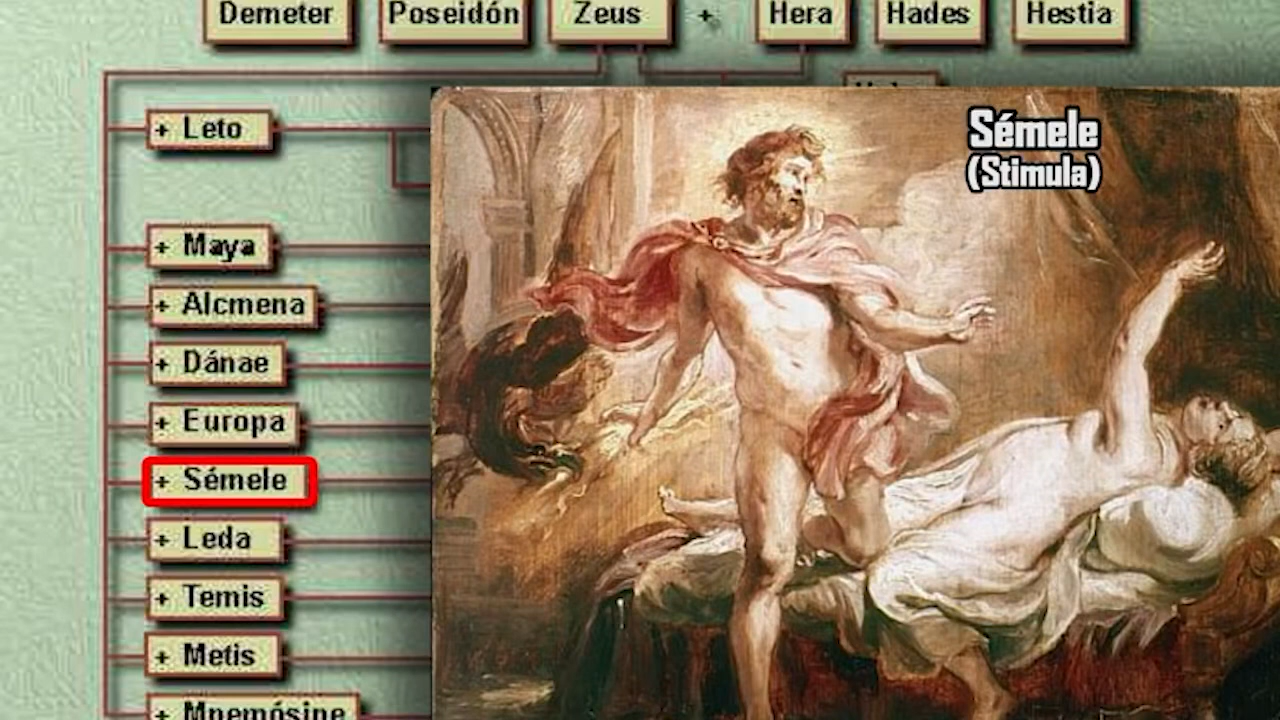 Demeter
Poseidón
Zeus
+
Hera
Hades
Hestia
+ Leto
+ Maya
+ Alcmena
+ Dánae
+ Europa
+ Sémele
+ Leda
+ Temis
+ Metis
+ Mnemósine
Sémele
(Stimula)